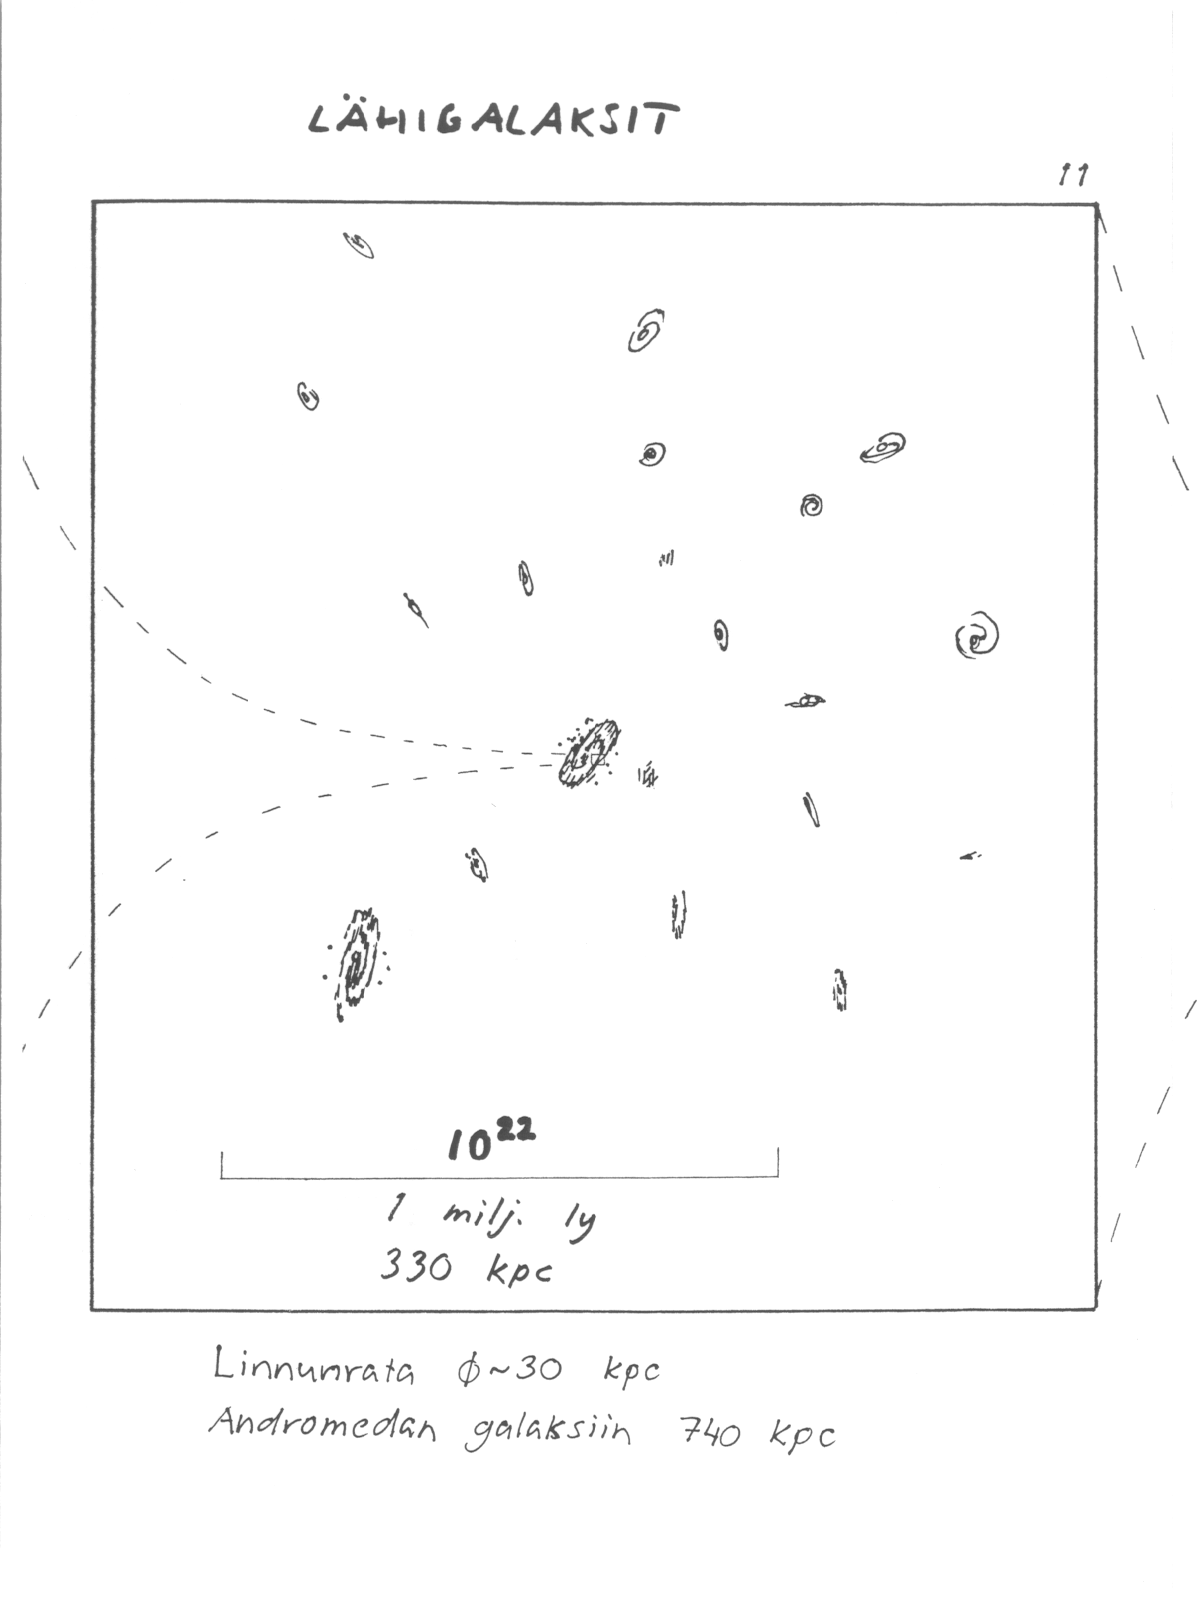 LÄHIGALAKSIT
11
10²²
1 milj. ly
330 kpc
Linnunrata ϕ~30 kpc
Andromedan galaksiin 740 kpc